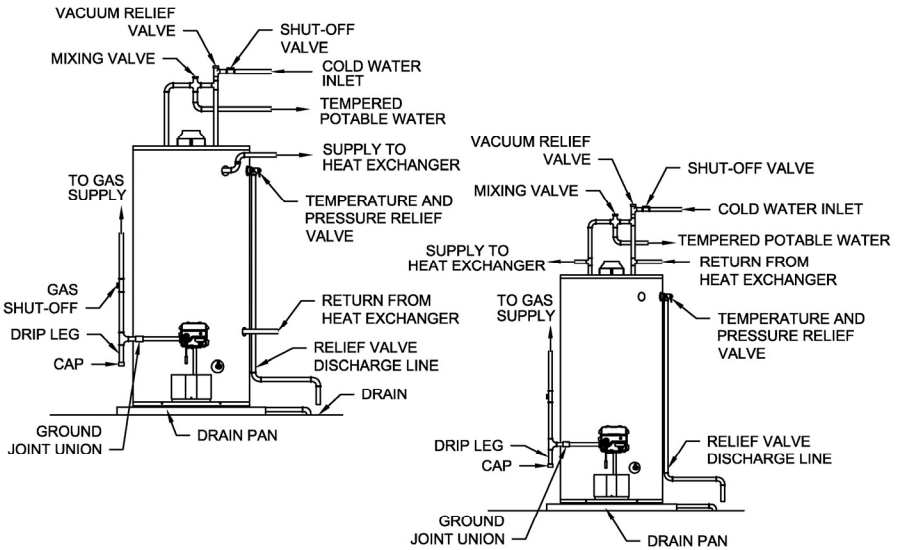 VACUUM RELIEF
VALVE
SHUT-OFF
VALVE
MIXING VALVE
COLD WATER
INLET
TEMPERED
POTABLE WATER
SUPPLY TO
HEAT EXCHANGER
TO GAS
SUPPLY
TEMPERATURE AND
PRESSURE RELIEF
VALVE
GAS
SHUT-OFF
RETURN FROM
HEAT EXCHANGER
DRIP LEG
CAP
RELIEF VALVE
DISCHARGE LINE
DRAIN
GROUND
JOINT UNION
DRAIN PAN
VACUUM RELIEF
VALVE
SHUT-OFF VALVE
MIXING VALVE
COLD WATER INLET
TEMPERED POTABLE WATER
SUPPLY TO
HEAT EXCHANGER
RETURN FROM
HEAT EXCHANGER
TO GAS
SUPPLY
TEMPERATURE AND
PRESSURE RELIEF
VALVE
DRIP LEG
CAP
RELIEF VALVE
DISCHARGE LINE
GROUND
JOINT UNION
DRAIN PAN